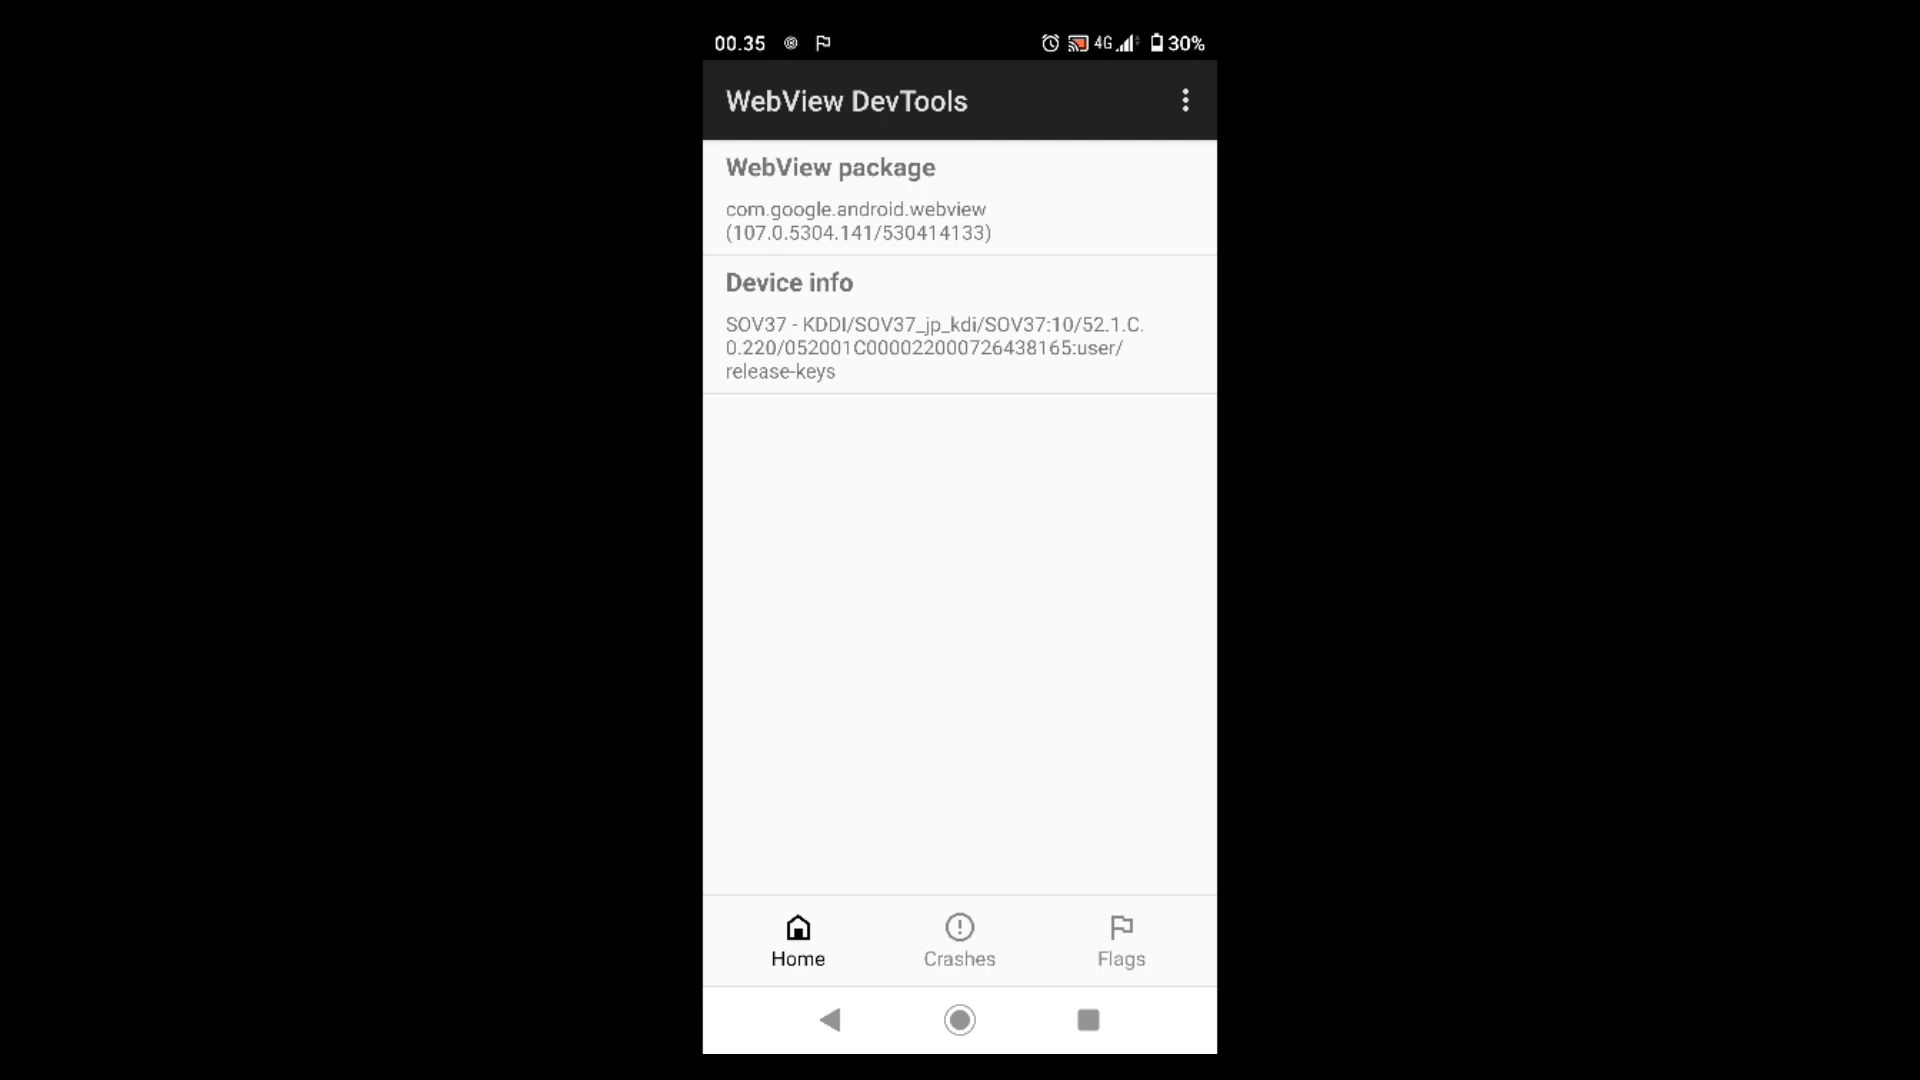 00.35 4G 30%
WebView DevTools
WebView package
com.google.android.webview
(107.0.5304.141/530414133)
Device info
SOV37 - KDDI/SOV37_jp_kdi/SOV37:10/52.1.C.
0.220/052001C000022000726438165:user/
release-keys
Home Crashes Flags